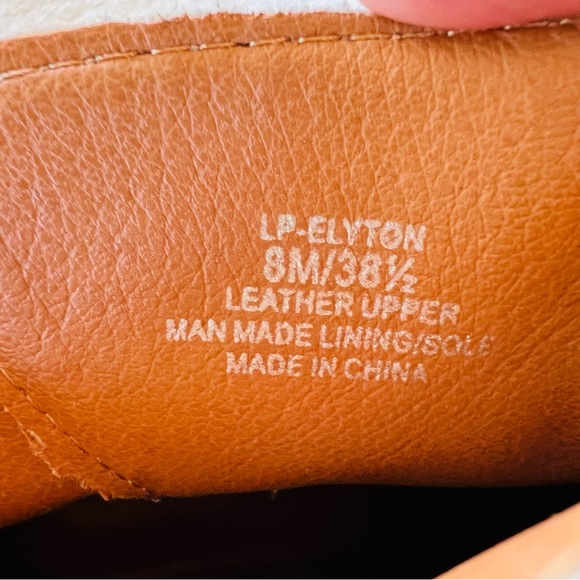 LP-ELYTON
8M/38½
LEATHER UPPER
MAN MADE LINING/SOLE
MADE IN CHINA